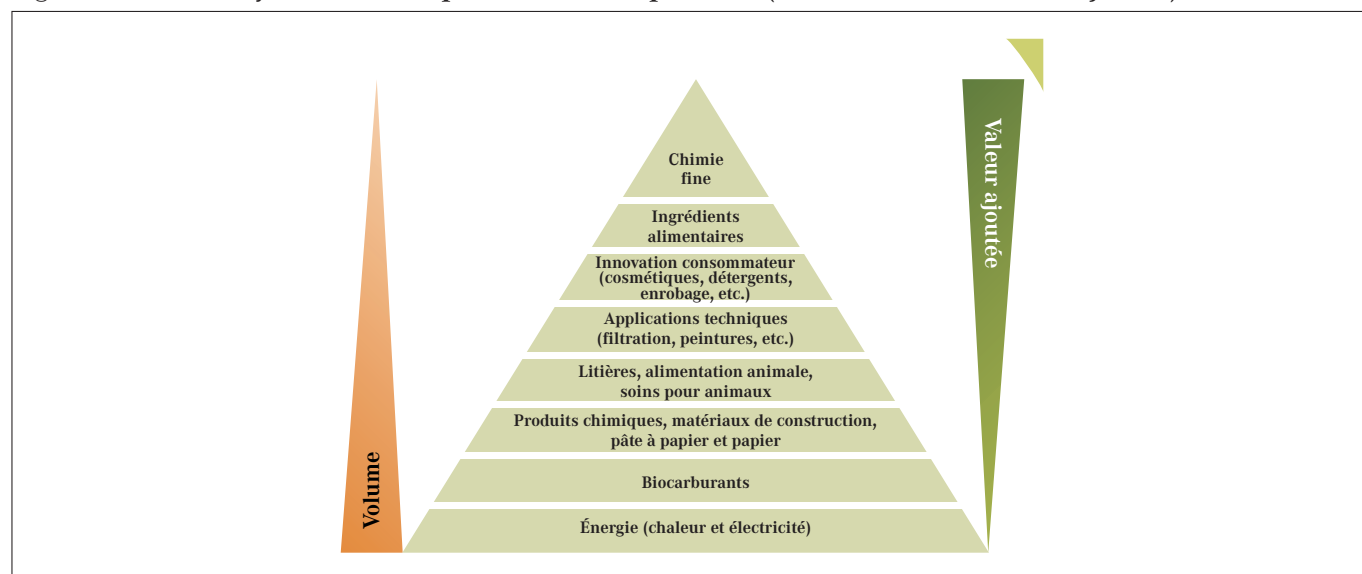 Chimie
fine
Ingrédients
alimentaires
Innovation consommateur
(cosmétiques, détergents,
enrobage, etc.)
Applications techniques
(filtration, peintures, etc.)
Litières, alimentation animale,
soins pour animaux
Produits chimiques, matériaux de construction,
pâte à papier et papier
Biocarburants
Énergie (chaleur et électricité)
Volume
Valeur ajoutée